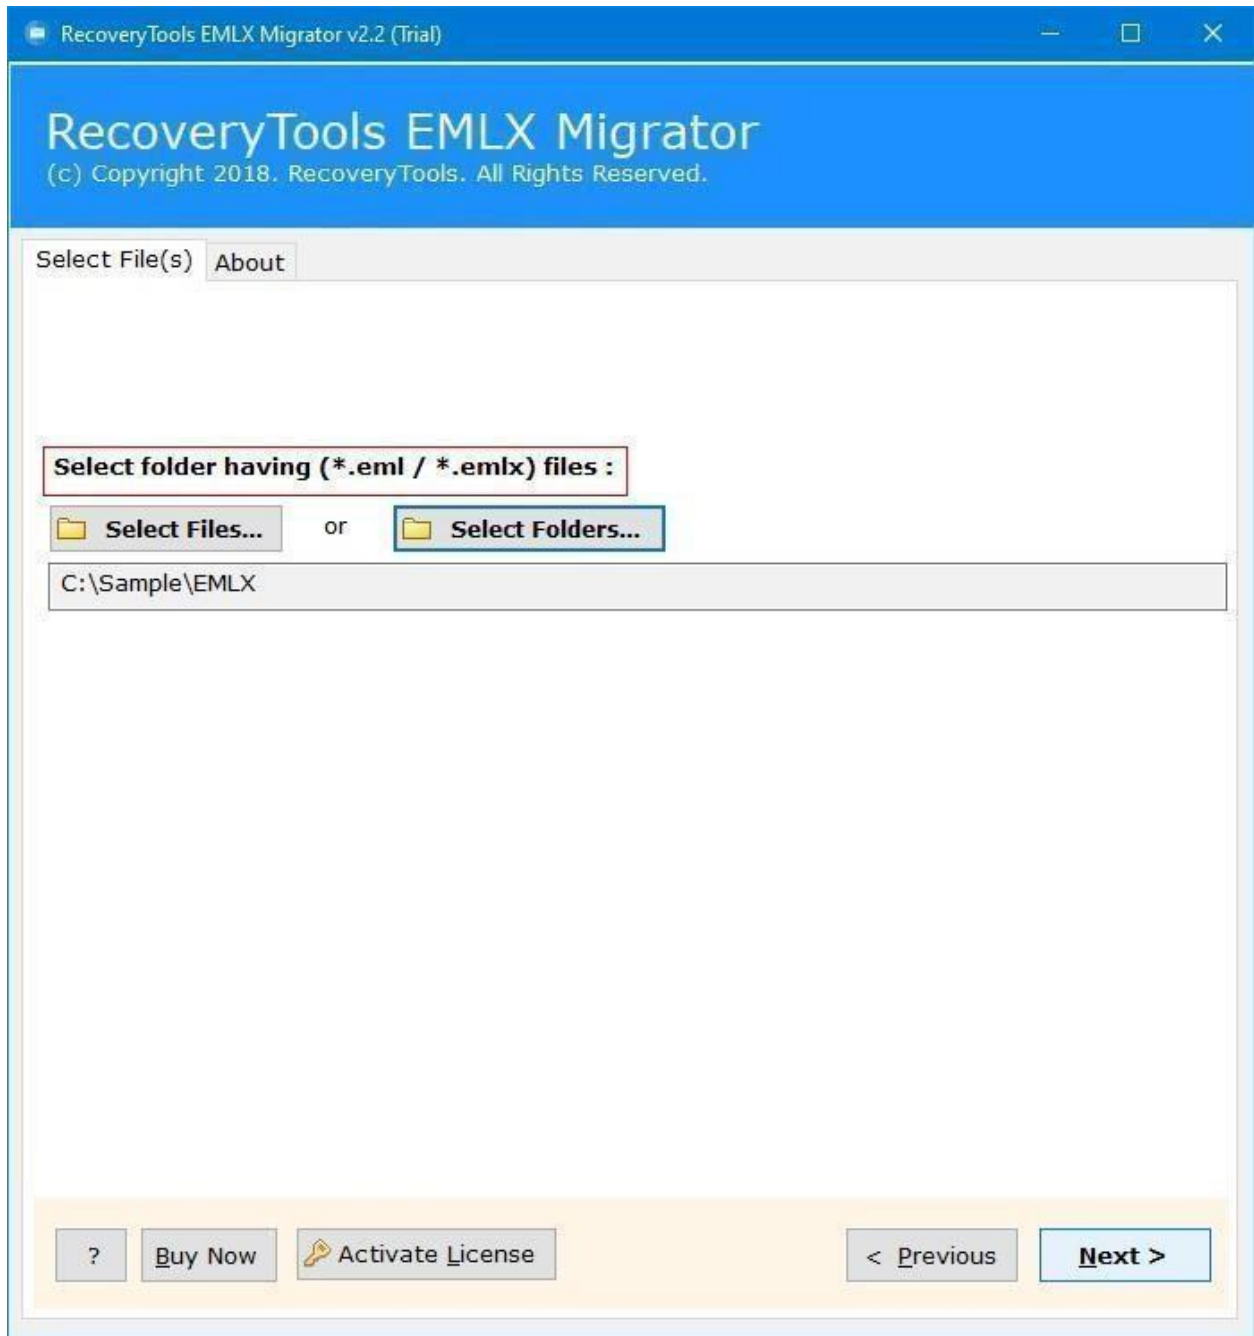 RecoveryTools EMLX Migrator v2.2 (Trial)
RecoveryTools EMLX Migrator
(c) Copyright 2018. RecoveryTools. All Rights Reserved.
Select File(s) About
Select folder having (*.eml / *.emlx) files :
Select Files... or Select Folders...
C:\Sample\EMLX
? Buy Now Activate License < Previous Next >